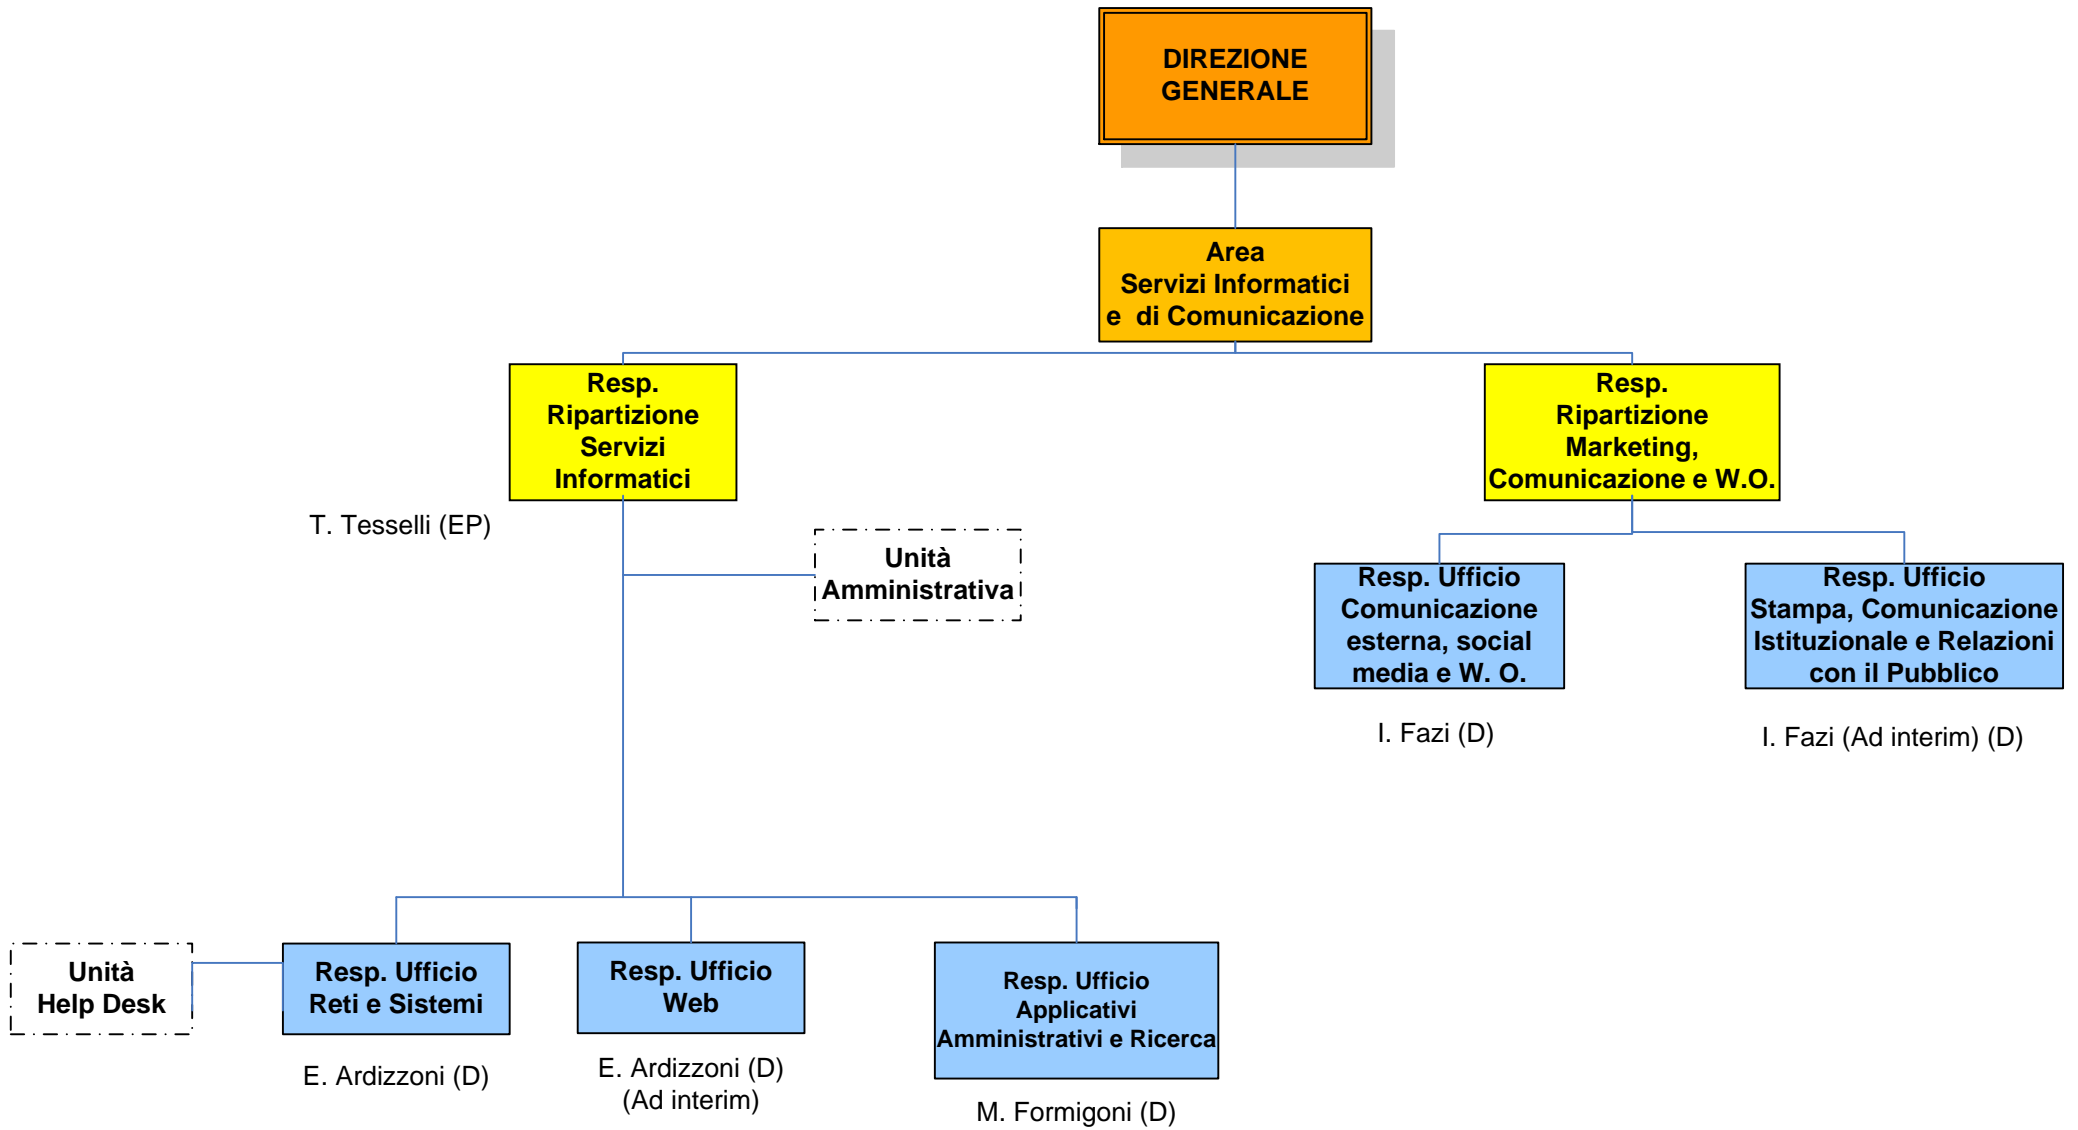 DIREZIONE
GENERALE
Area
Servizi Informatici
e di Comunicazione
Resp.
Ripartizione
Servizi
Informatici
T. Tesselli (EP)
Resp.
Ripartizione
Marketing,
Comunicazione e W.O.
Unità
Amministrativa
Resp. Ufficio
Comunicazione
esterna, social
media e W. O.
I. Fazi (D)
Resp. Ufficio
Stampa, Comunicazione
Istituzionale e Relazioni
con il Pubblico
I. Fazi (Ad interim) (D)
Unità
Help Desk
Resp. Ufficio
Reti e Sistemi
E. Ardizzoni (D)
Resp. Ufficio
Web
E. Ardizzoni (D)
(Ad interim)
Resp. Ufficio
Applicativi
Amministrativi e Ricerca
M. Formigoni (D)